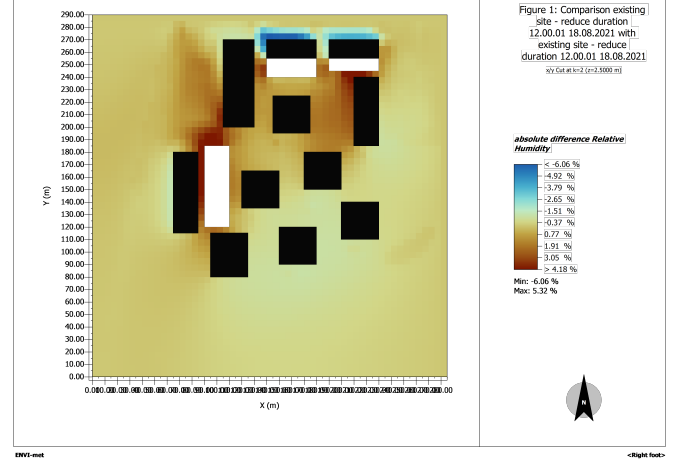 Figure 1: Comparison existing
site - reduce duration
12.00.01 18.08.2021 with
existing site - reduce
duration 12.00.01 18.08.2021
x/y Cut at k=2 (z=2.5000 m)
290.00
280.00
270.00
260.00
250.00
240.00
230.00
220.00
210.00
200.00
190.00
180.00
170.00
160.00
150.00
140.00
130.00
120.00
110.00
100.00
90.00
80.00
70.00
60.00
50.00
40.00
30.00
20.00
10.00
0.00
Y (m)
X (m)
absolute difference Relative
Humidity
< -6.06 %
-4.92 %
-3.79 %
-2.65 %
-1.51 %
-0.37 %
0.77 %
1.91 %
3.05 %
> 4.18 %
Min: -6.06 %
Max: 5.32 %
N
ENVI-met
<Right foot>